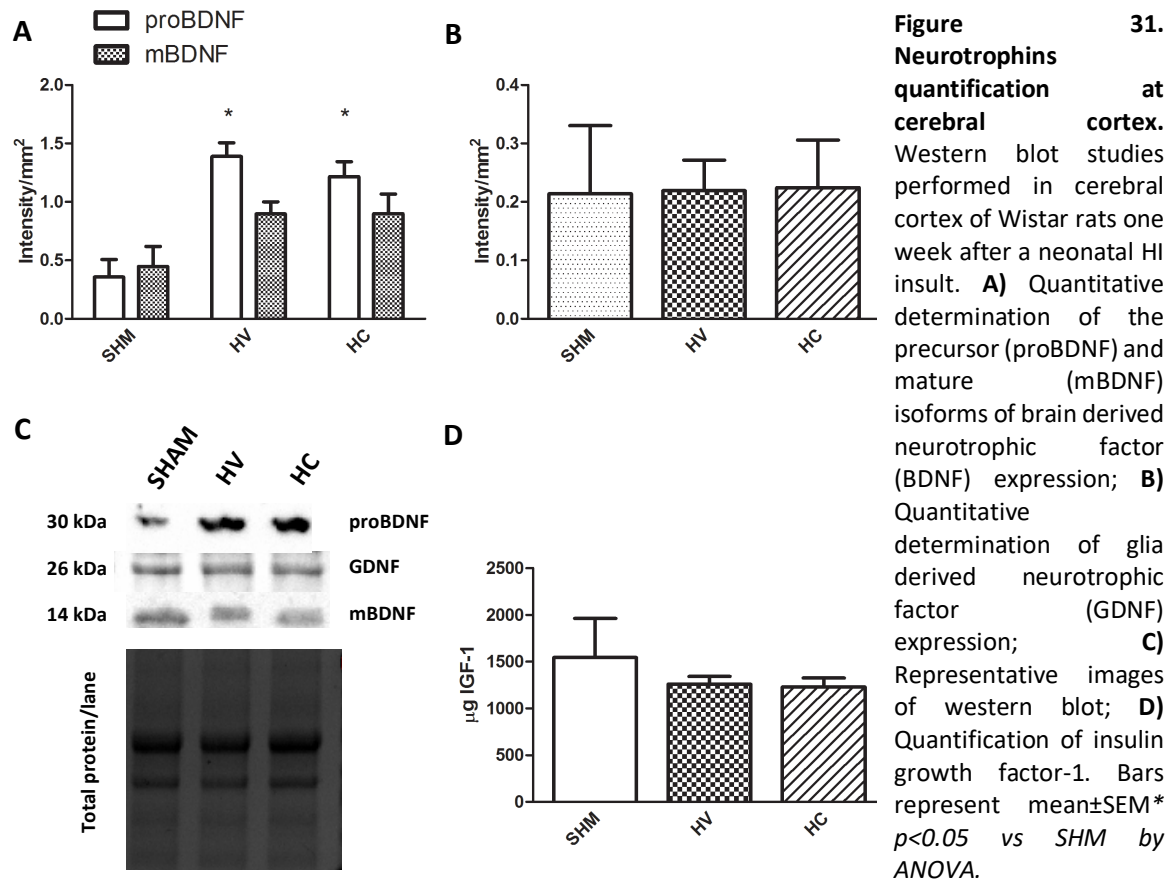 A
proBDNF
mBDNF
Intensity/mm2
2.0
1.5
1.0
0.5
0.0
*
*
SHM
HV
HC
B
Intensity/mm2
0.4
0.3
0.2
0.1
0.0
SHM
HV
HC
C
SHAM
HV
HC
30 kDa
proBDNF
26 kDa
GDNF
14 kDa
mBDNF
Total protein/lane
D
µg IGF-1
2500
2000
1500
1000
500
0
SHM
HV
HC
Figure 31.
Neurotrophins
quantification at
cerebral cortex.
Western blot studies
performed in cerebral
cortex of Wistar rats one
week after a neonatal HI
insult. A) Quantitative
determination of the
precursor (proBDNF) and
mature (mBDNF)
isoforms of brain derived
neurotrophic factor
(BDNF) expression; B)
Quantitative
determination of glia
derived neurotrophic
factor (GDNF)
expression; C)
Representative images
of western blot; D)
Quantification of insulin
growth factor-1. Bars
represent mean±SEM*
p<0.05 vs SHM by
ANOVA.